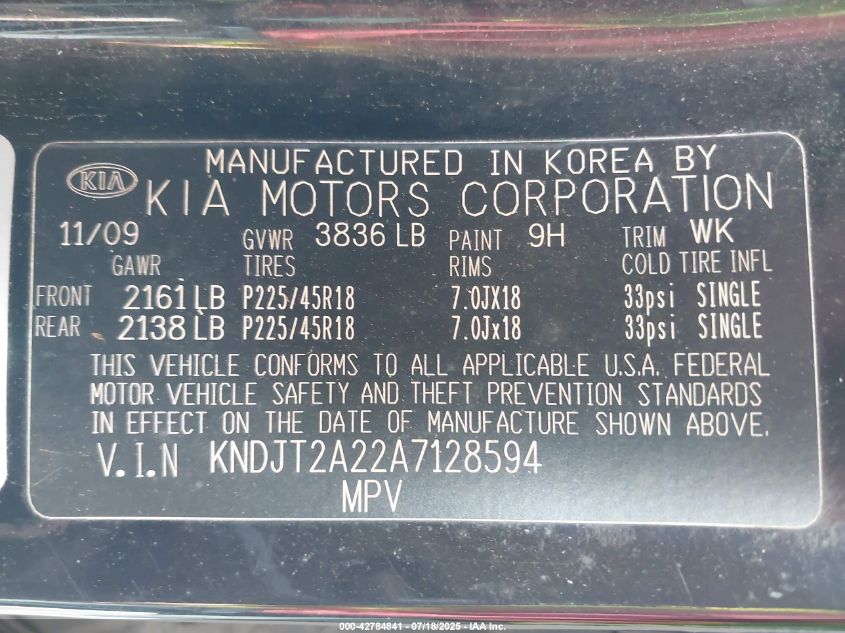 MANUFACTURED IN KOREA BY
KIA KIA MOTORS CORPORATION
11/09 GVWR 3836 LB PAINT 9H TRIM WK
GAWR TIRES RIMS COLD TIRE INFL
FRONT 2161 LB P225/45R18 7.0JX18 33psi SINGLE
REAR 2138 LB P225/45R18 7.0Jx18 33psi SINGLE
THIS VEHICLE CONFORMS TO ALL APPLICABLE U.S.A. FEDERAL
MOTOR VEHICLE SAFETY AND THEFT PREVENTION STANDARDS
IN EFFECT ON THE DATE OF MANUFACTURE SHOWN ABOVE.
V.I.N KNDJT2A22A7128594
MPV
000-42784841 - 07/18/2025 - IAA Inc.